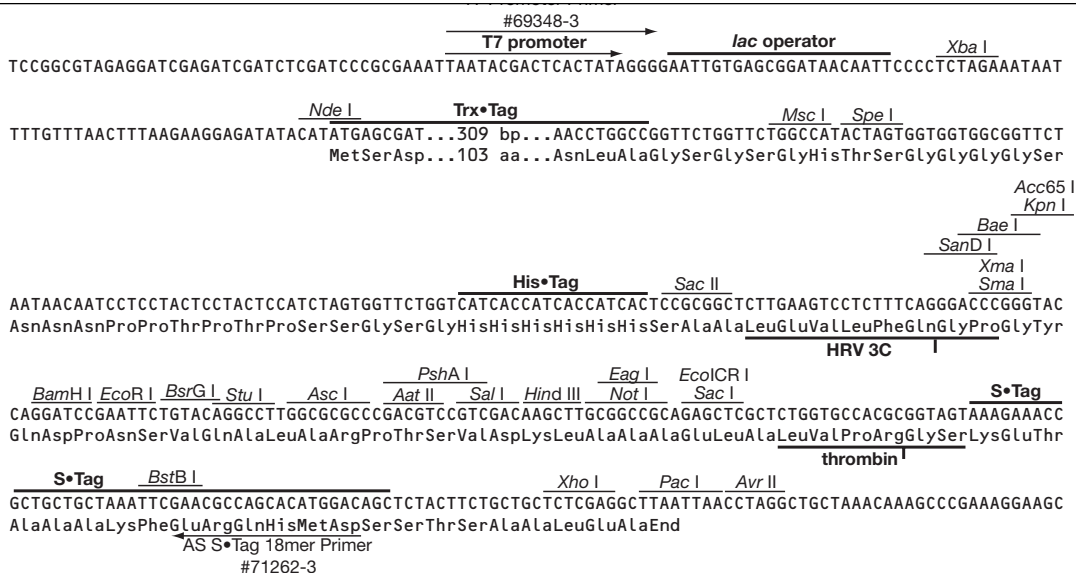 #69348-3
T7 promoter
lac operator
Xba I
TCCGGCGTAGAGGATCGAGATCGATCTCGATCCCGCGAAATTAATACGACTCACTATAGGGGAATTGTGAGCGGATAACAATTCCCCTCTAGAAATAAT
Nde I
Trx•Tag
Msc I
Spe I
TTTGTTTAACTTTAAGAAGGAGATATACATATGAGCGAT...309 bp...AACCTGGCCGGTTCTGGTTCTGGCCATACTAGTGGTGGTGGCGGTTCT
MetSerAsp...103 aa...AsnLeuAlaGlySerGlySerGlyHisThrSerGlyGlyGlyGlySer
Acc65 I
Kpn I
Bae I
SanD I
Xma I
His•Tag
Sac II
Sma I
AATAACAATCCTCCTACTCCTACTCCATCTAGTGGTTCTGGTCATCACCATCACCATCACTCCGCGGCTCTTGAAGTCCTCTTTCAGGGACCCGGGTAC
AsnAsnAsnProProThrProThrProSerSerGlySerGlyHisHisHisHisHisHisSerAlaAlaLeuGluValLeuPheGlnGlyProGlyTyr
HRV 3C
PshA I
Eag I
EcoICR I
BamH I
EcoR I
BsrG I
Stu I
Asc I
Aat II
Sal I
Hind III
Not I
Sac I
S•Tag
CAGGATCCGAATTCTGTACAGGCCTTGGCGCGCCCGACGTCCGTCGACAAGCTTGCGGCCGCAGAGCTCGCTCTGGTGCCACGCGGTAGTAAAGAAACC
GlnAspProAsnSerValGlnAlaLeuAlaArgProThrSerValAspLysLeuAlaAlaAlaGluLeuAlaLeuValProArgGlySerLysGluThr
thrombin
S•Tag
BstB I
Xho I
Pac I
Avr II
GCTGCTGCTAAATTCGAACGCCAGCACATGGACAGCTCTACTTCTGCTGCTCTCGAGGCTTAATTAACCTAGGCTGCTAAACAAAGCCCGAAAGGAAGC
AlaAlaAlaLysPheGluArgGlnHisMetAspSerSerThrSerAlaAlaLeuGluAlaEnd
AS S•Tag 18mer Primer
#71262-3